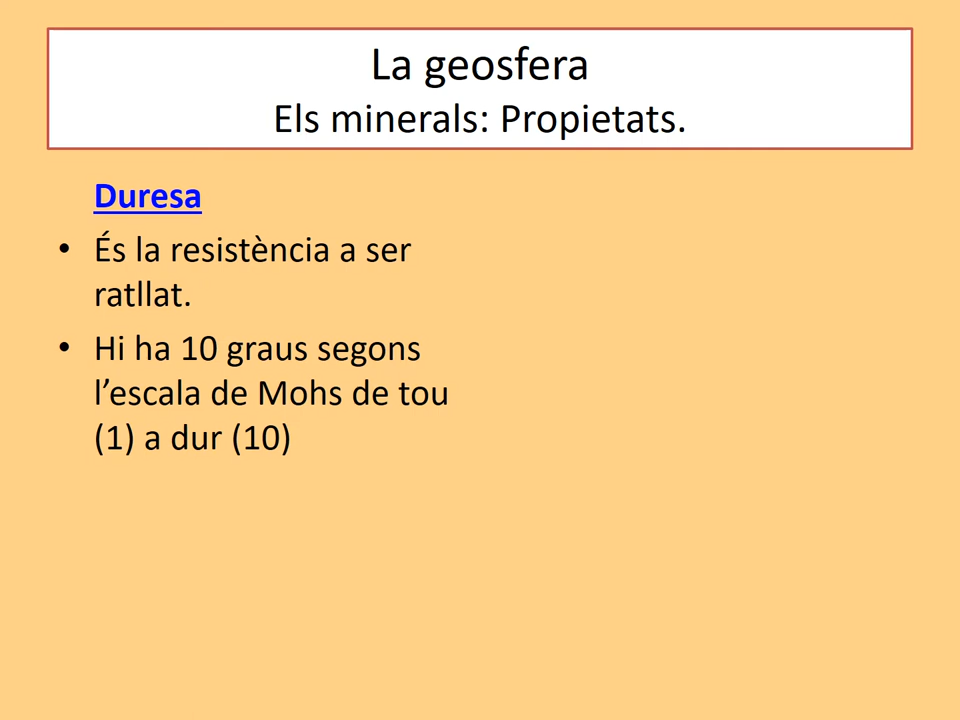 La geosfera
Els minerals: Propietats.
Duresa
• És la resistència a ser
ratllat.
• Hi ha 10 graus segons
l’escala de Mohs de tou
(1) a dur (10)